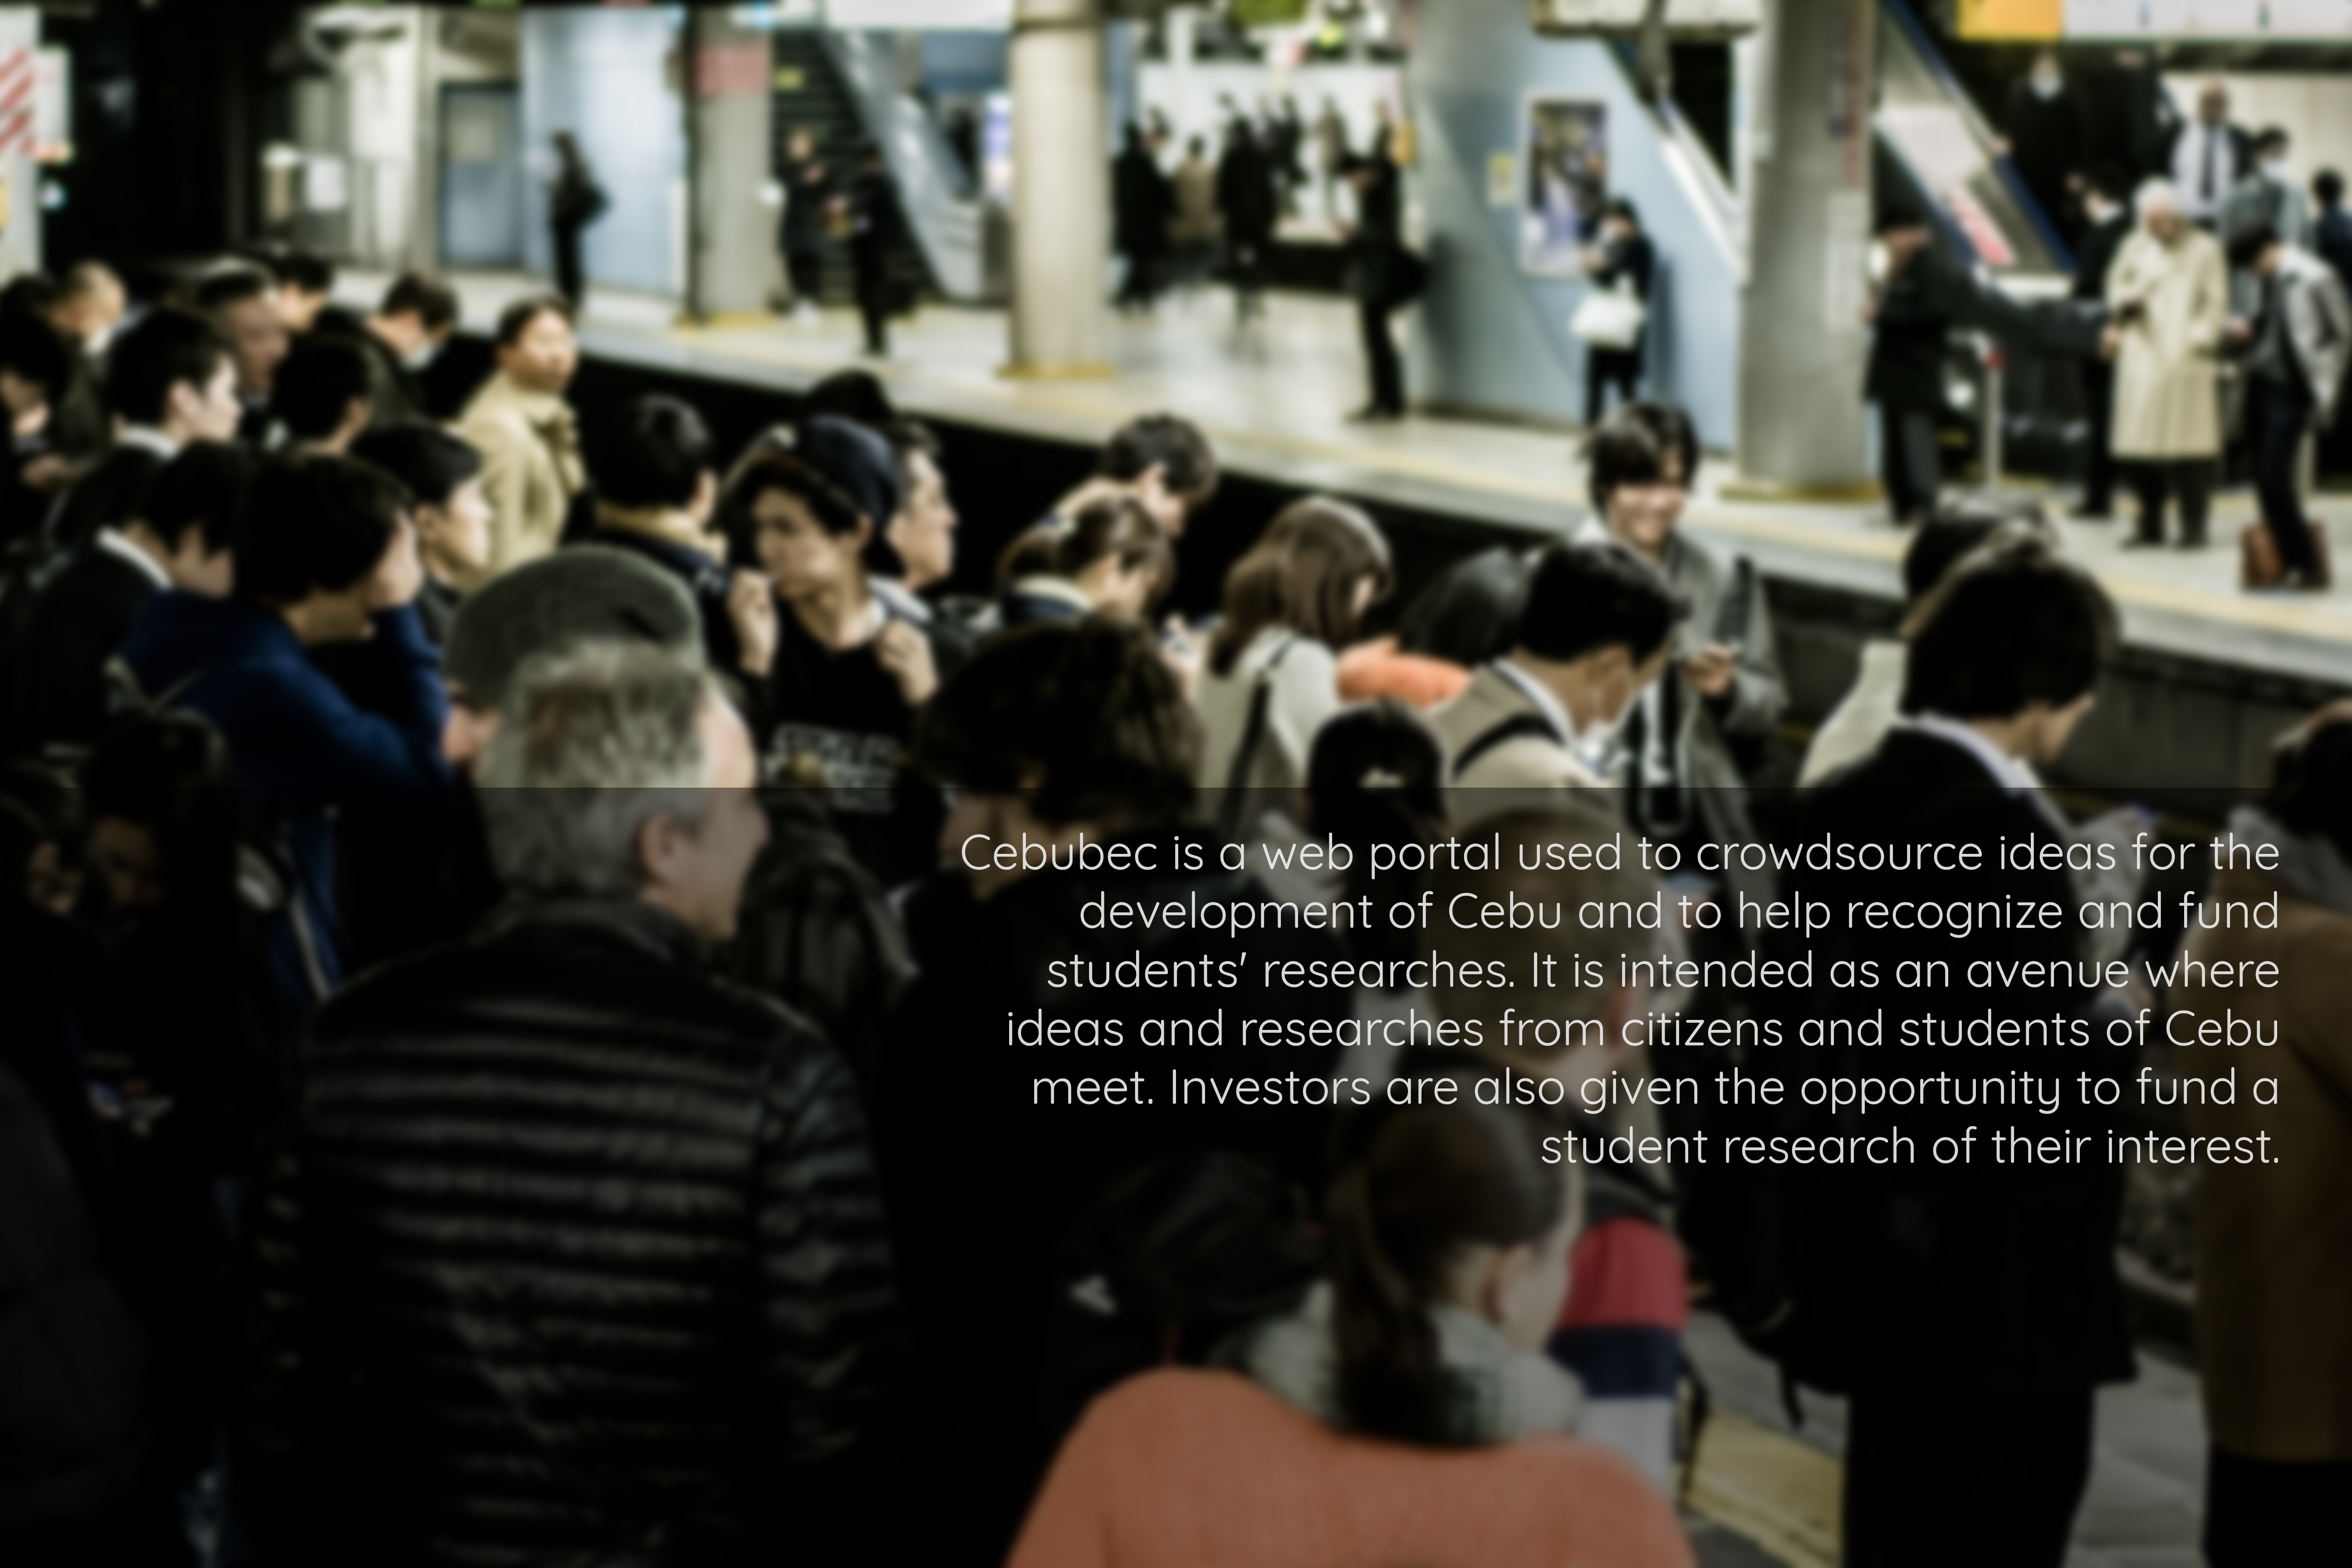 Cebubec is a web portal used to crowdsource ideas for the
development of Cebu and to help recognize and fund
students' researches. It is intended as an avenue where
ideas and researches from citizens and students of Cebu
meet. Investors are also given the opportunity to fund a
student research of their interest.